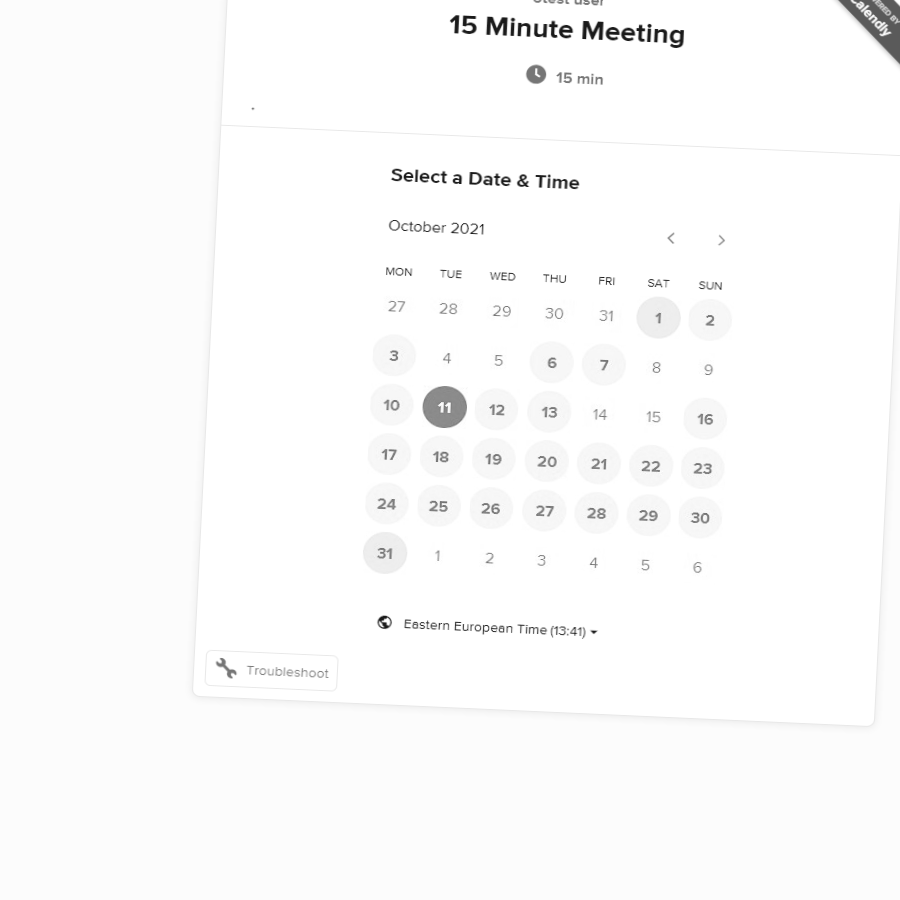 15 Minute Meeting
15 min
Select a Date & Time
October 2021
MON TUE WED THU FRI SAT SUN
27 28 29 30 31 1 2
3 4 5 6 7 8 9
10 11 12 13 14 15 16
17 18 19 20 21 22 23
24 25 26 27 28 29 30
31 1 2 3 4 5 6
Eastern European Time (13:41)
Troubleshoot